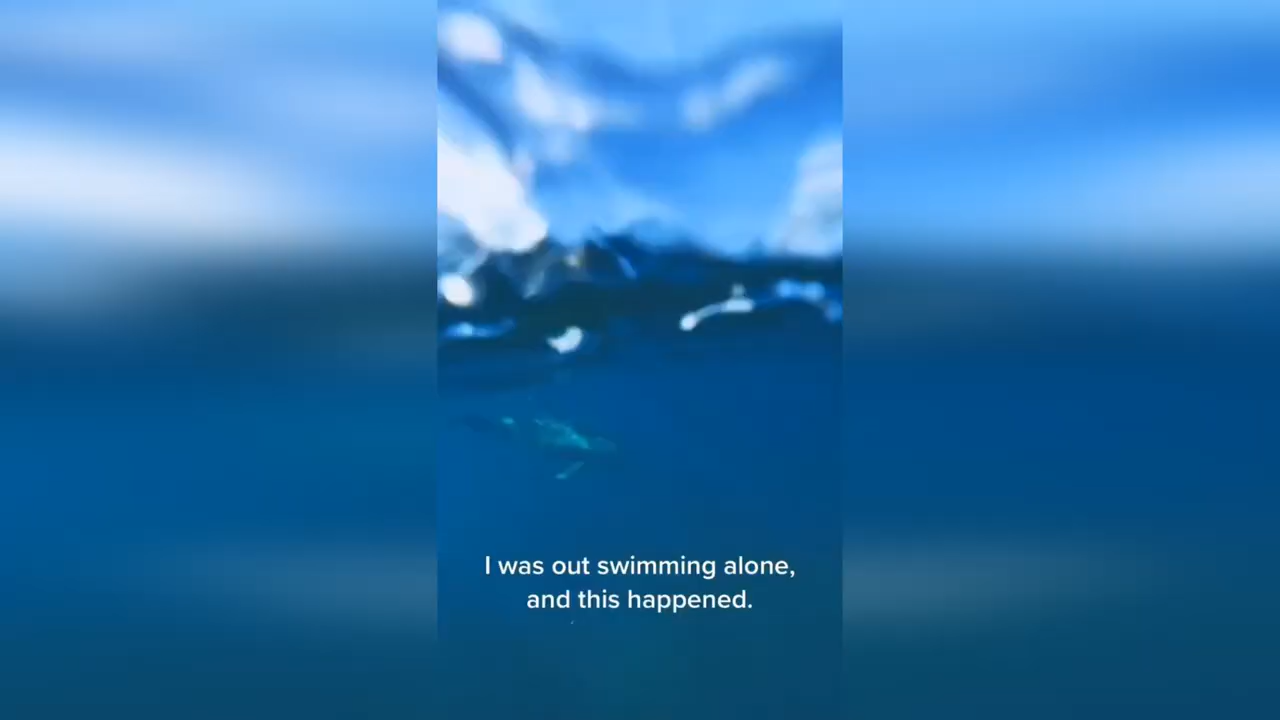 I was out swimming alone,
and this happened.